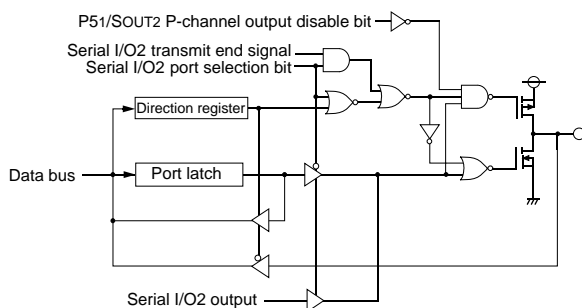 P51/SOUT2 P-channel output disable bit
Serial I/O2 transmit end signal
Serial I/O2 port selection bit
Direction register
Data bus
Port latch
Serial I/O2 output